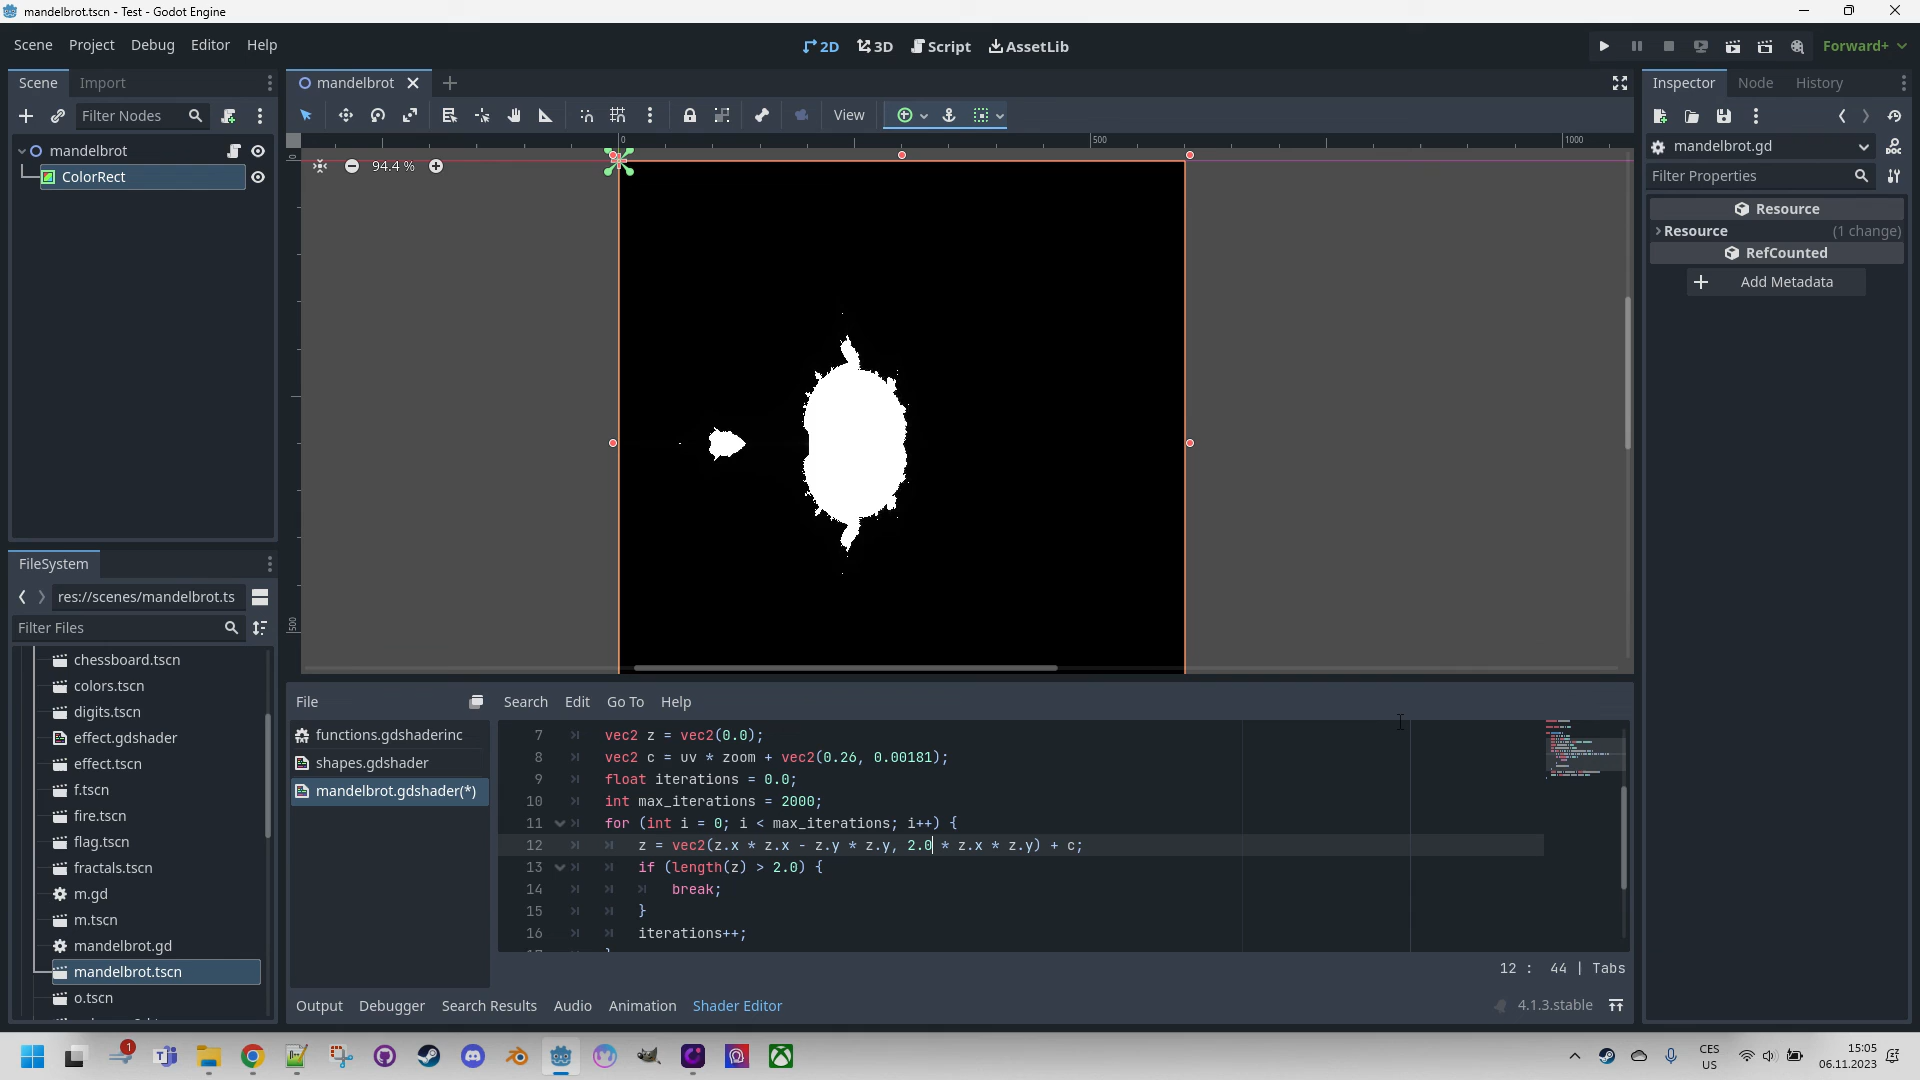 mandelbrot.tscn - Test - Godot Engine
Scene Project Debug Editor Help
2D 3D Script AssetLib
Forward+
Scene Import
mandelbrot
Inspector Node History
Filter Nodes
View
mandelbrot
ColorRect
94.4 %
0 500 1000
0
500
mandelbrot.gd
Filter Properties
Resource
Resource (1 change)
RefCounted
Add Metadata
FileSystem
res://scenes/mandelbrot.ts
Filter Files
chessboard.tscn
colors.tscn
digits.tscn
effect.gdshader
effect.tscn
f.tscn
fire.tscn
flag.tscn
fractals.tscn
m.gd
m.tscn
mandelbrot.gd
mandelbrot.tscn
o.tscn
File Search Edit Go To Help
functions.gdshaderinc
shapes.gdshader
mandelbrot.gdshader(*)
7 vec2 z = vec2(0.0);
8 vec2 c = uv * zoom + vec2(0.26, 0.00181);
9 float iterations = 0.0;
10 int max_iterations = 2000;
11 for (int i = 0; i < max_iterations; i++) {
12 z = vec2(z.x * z.x - z.y * z.y, 2.0 * z.x * z.y) + c;
13 if (length(z) > 2.0) {
14 break;
15 }
16 iterations++;
12 : 44 | Tabs
Output Debugger Search Results Audio Animation Shader Editor
4.1.3.stable
1
CES
US
15:05
06.11.2023